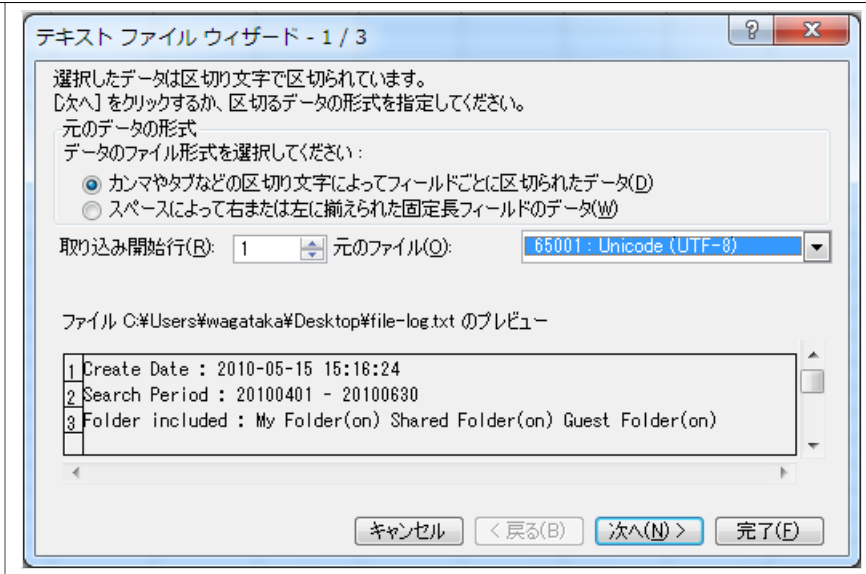 テキスト ファイル ウィザード - 1 / 3
選択したデータは区切り文字で区切られています。
[次へ] をクリックするか、区切るデータの形式を指定してください。
元のデータの形式
データのファイル形式を選択してください：
カンマやタブなどの区切り文字によってフィールドごとに区切られたデータ(D)
スペースによって右または左に揃えられた固定長フィールドのデータ(W)
取り込み開始行(R): 1 元のファイル(O): 65001 : Unicode (UTF-8)
ファイル C:¥Users¥wagataka¥Desktop¥file-log.txt のプレビュー
1 Create Date : 2010-05-15 15:16:24
2 Search Period : 20100401 - 20100630
3 Folder included : My Folder(on) Shared Folder(on) Guest Folder(on)
キャンセル < 戻る(B) 次へ(N) > 完了(F)